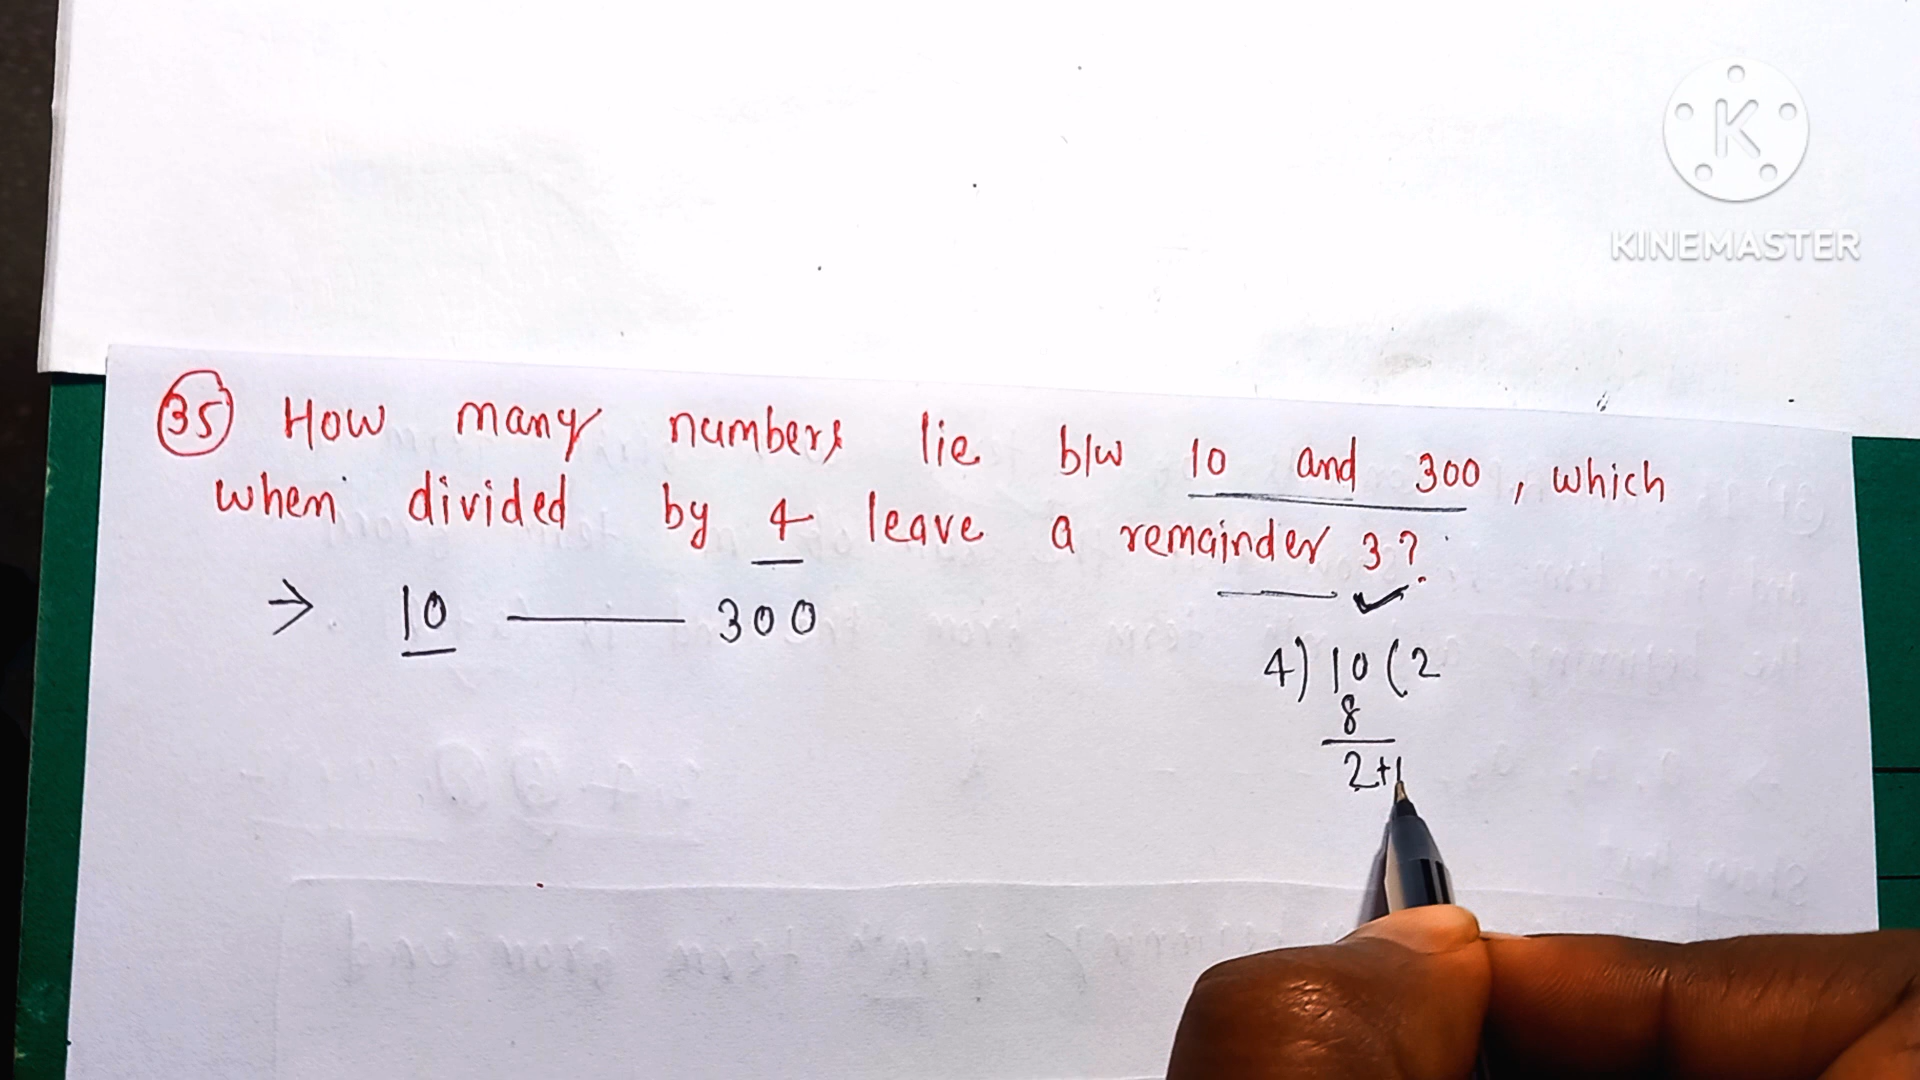 K
KINEMASTER
35 How many numbers lie b/w 10 and 300, which
when divided by 4 leave a remainder 3?
→ 10 —— 300
4) 10 (2
8
2+1